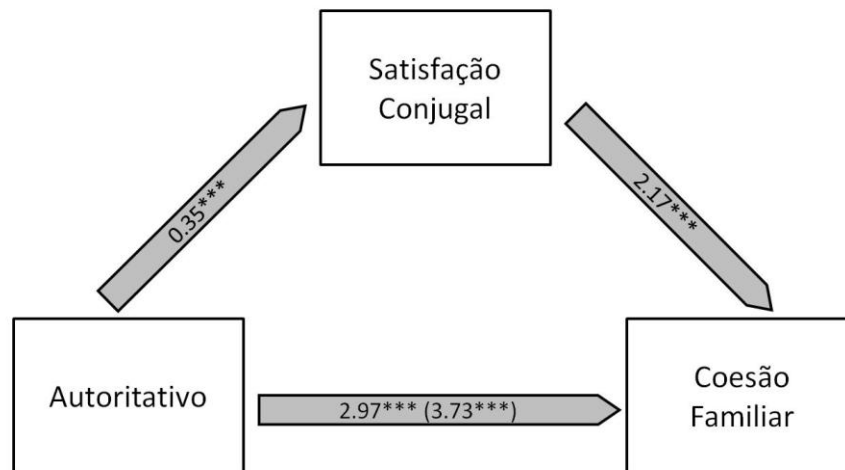 Satisfação
Conjugal
0.35***
2.17***
Autoritativo
2.97*** (3.73***)
Coesão
Familiar